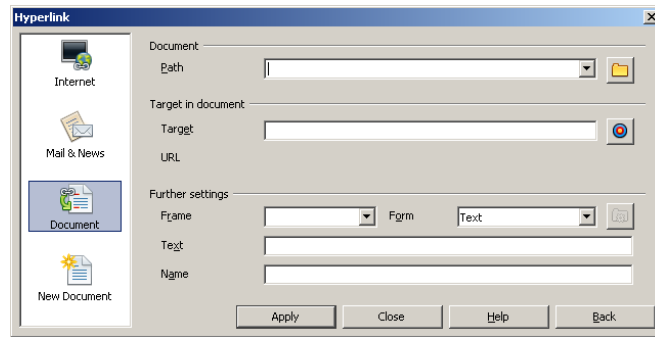 Hyperlink
Internet
Mail & News
Document
New Document
Document
Path
Target in document
Target
URL
Further settings
Frame Form Text
Text
Name
Apply Close Help Back